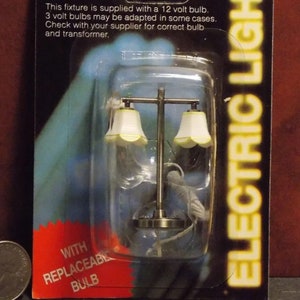 This fixture is supplied with a 12 volt bulb.
3 volt bulbs may be adapted in some cases.
Check with your supplier for correct bulb
and transformer.
ELECTRIC LIGH
WITH
REPLACEABLE
BULB